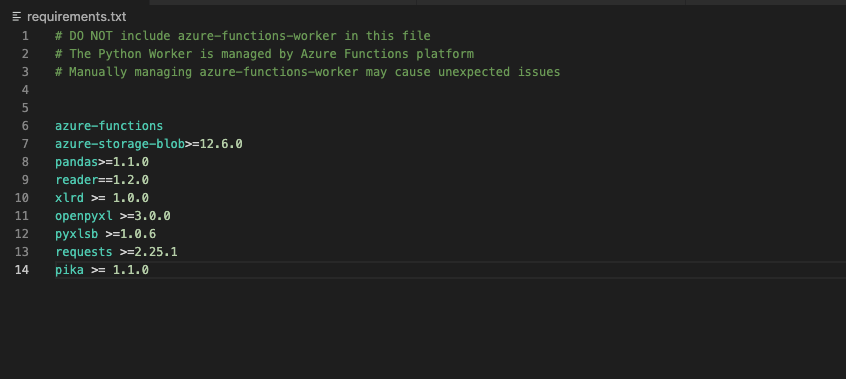 requirements.txt
1 # DO NOT include azure-functions-worker in this file
2 # The Python Worker is managed by Azure Functions platform
3 # Manually managing azure-functions-worker may cause unexpected issues
4
5
6 azure-functions
7 azure-storage-blob>=12.6.0
8 pandas>=1.1.0
9 reader==1.2.0
10 xlrd >= 1.0.0
11 openpyxl >=3.0.0
12 pyxlsb >=1.0.6
13 requests >=2.25.1
14 pika >= 1.1.0